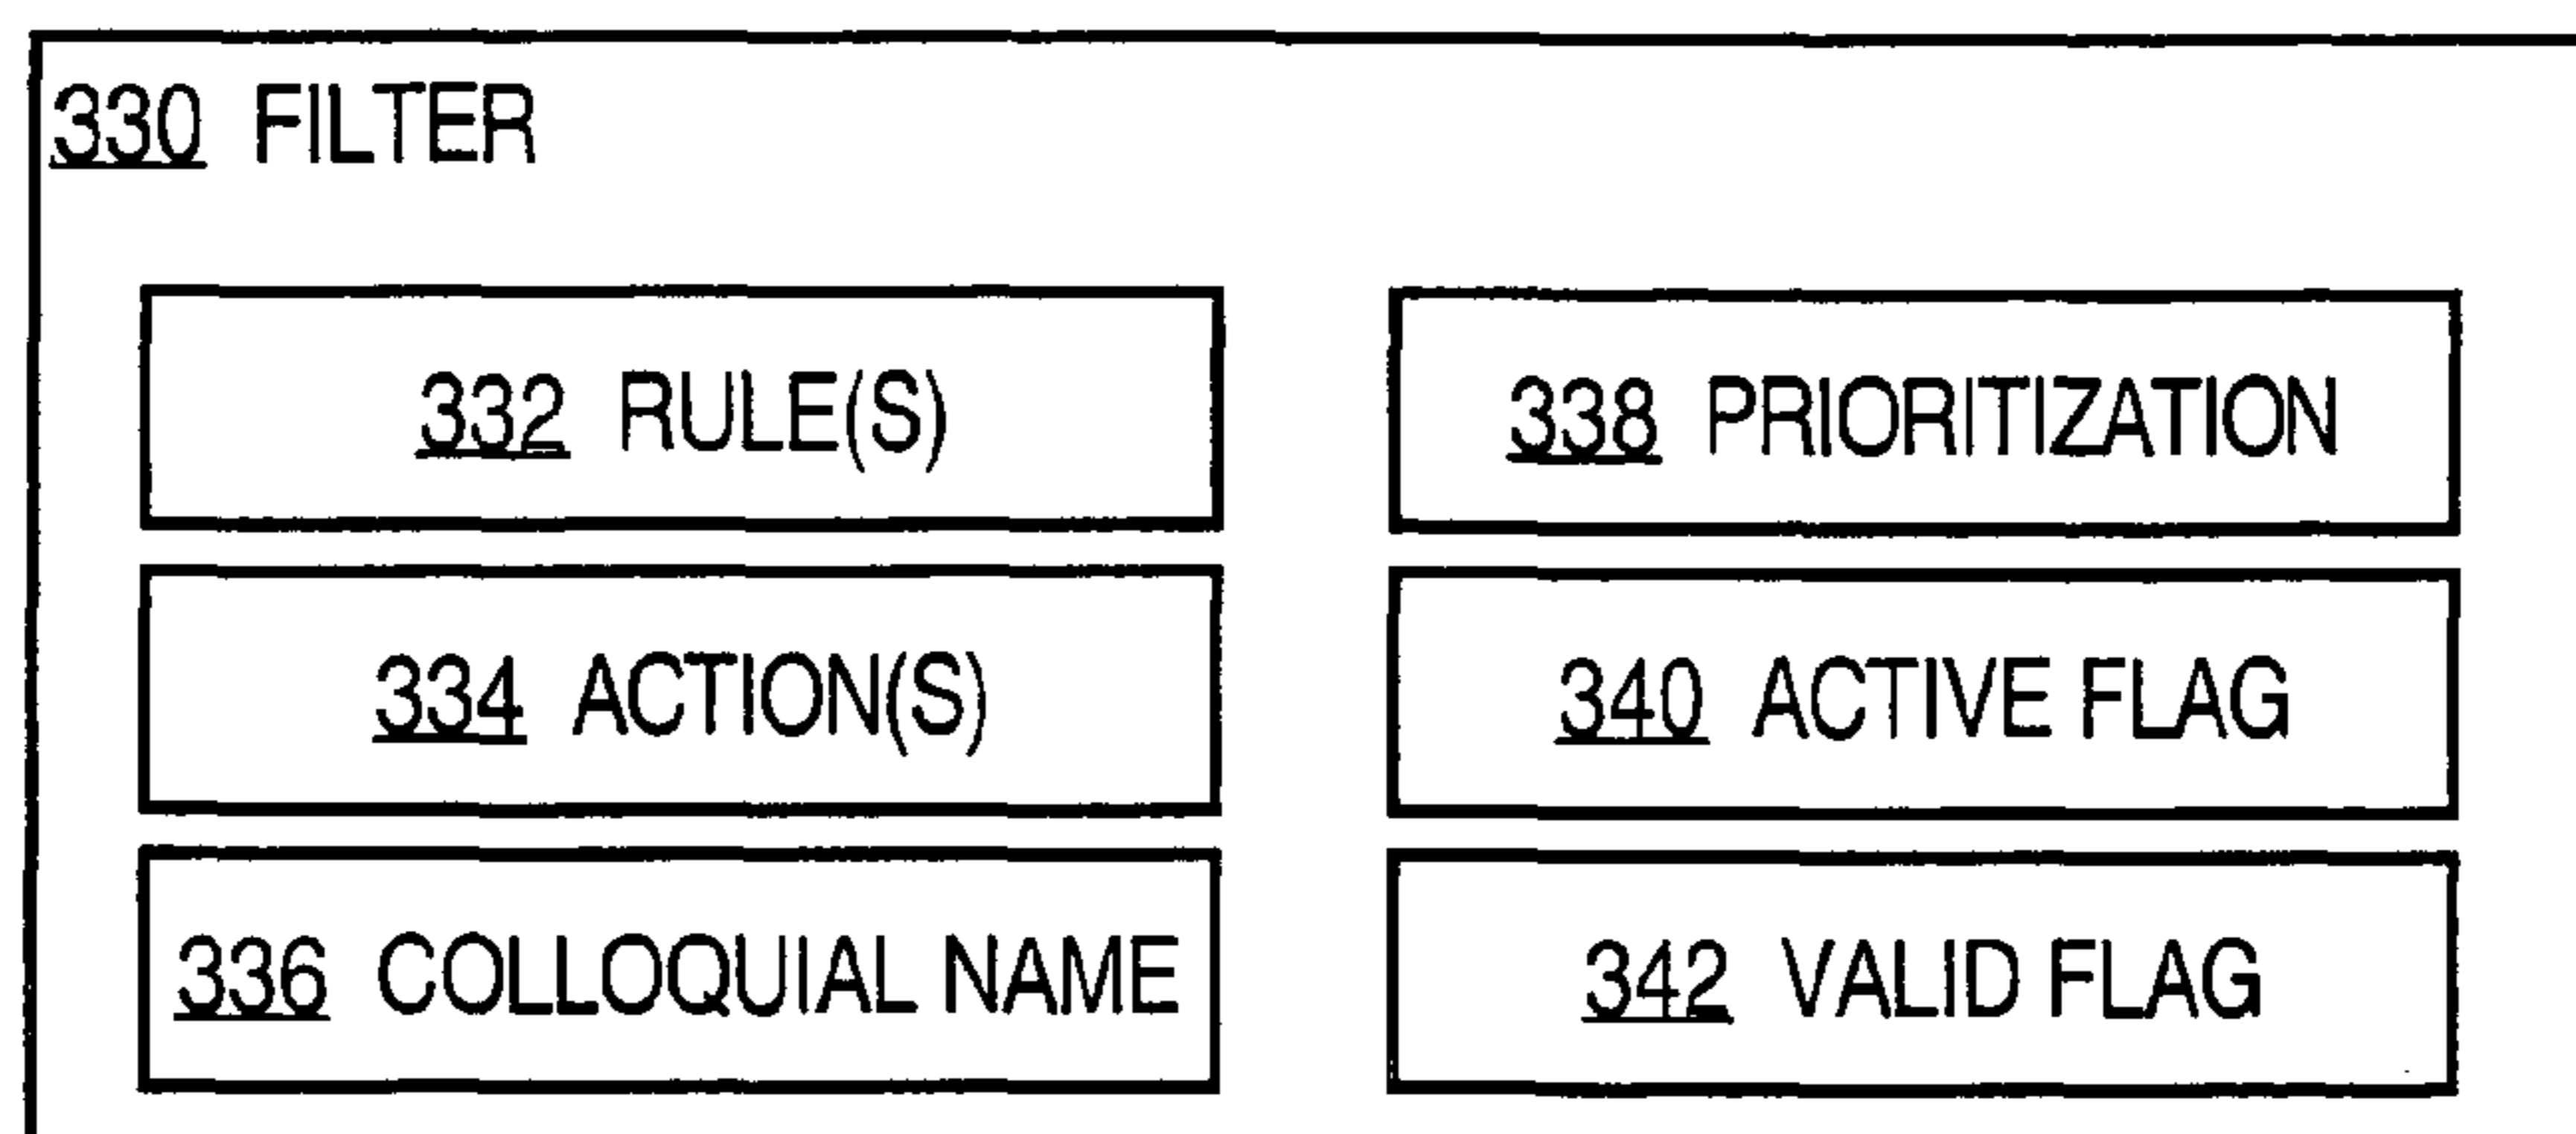 330 FILTER
332 RULE(S)
338 PRIORITIZATION
334 ACTION(S)
340 ACTIVE FLAG
336 COLLOQUIAL NAME
342 VALID FLAG